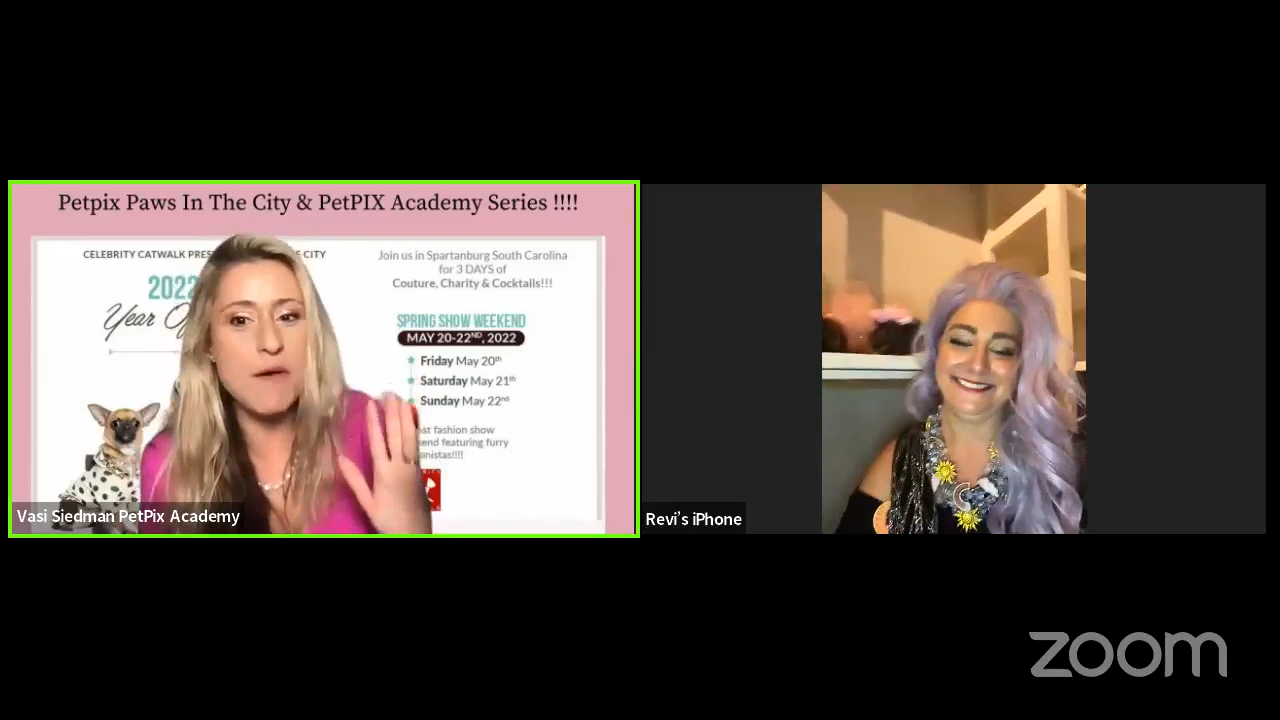 Petpix Paws In The City & PetPIX Academy Series !!!!
CELEBRITY CATWALK
CITY
2022
Year
Join us in Spartanburg South Carolina
for 3 DAYS of
Couture, Charity & Cocktails!!!
SPRING SHOW WEEKEND
MAY 20-22ND, 2022
Friday May 20th
Saturday May 21st
Sunday May 22nd
fashion show
featuring furry
Vasi Siedman PetPix Academy
Revi's iPhone
zoom